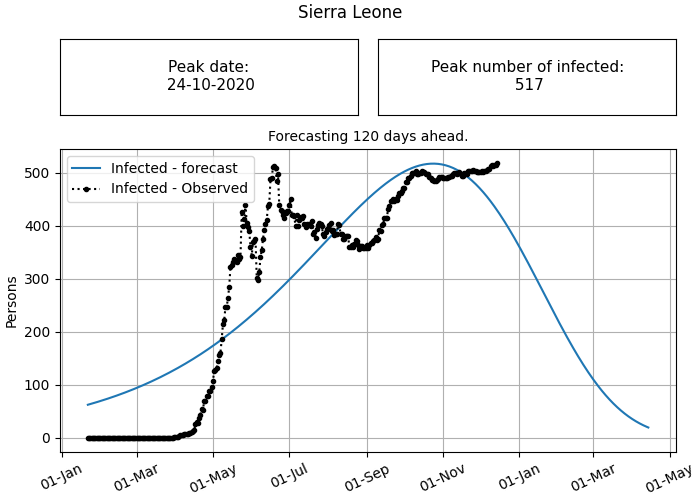 Sierra Leone
Peak date:
24-10-2020
Peak number of infected:
517
Forecasting 120 days ahead.
Infected - forecast
Infected - Observed
Persons
500
400
300
200
100
0
01-Jan
01-Mar
01-May
01-Jul
01-Sep
01-Nov
01-Jan
01-Mar
01-May